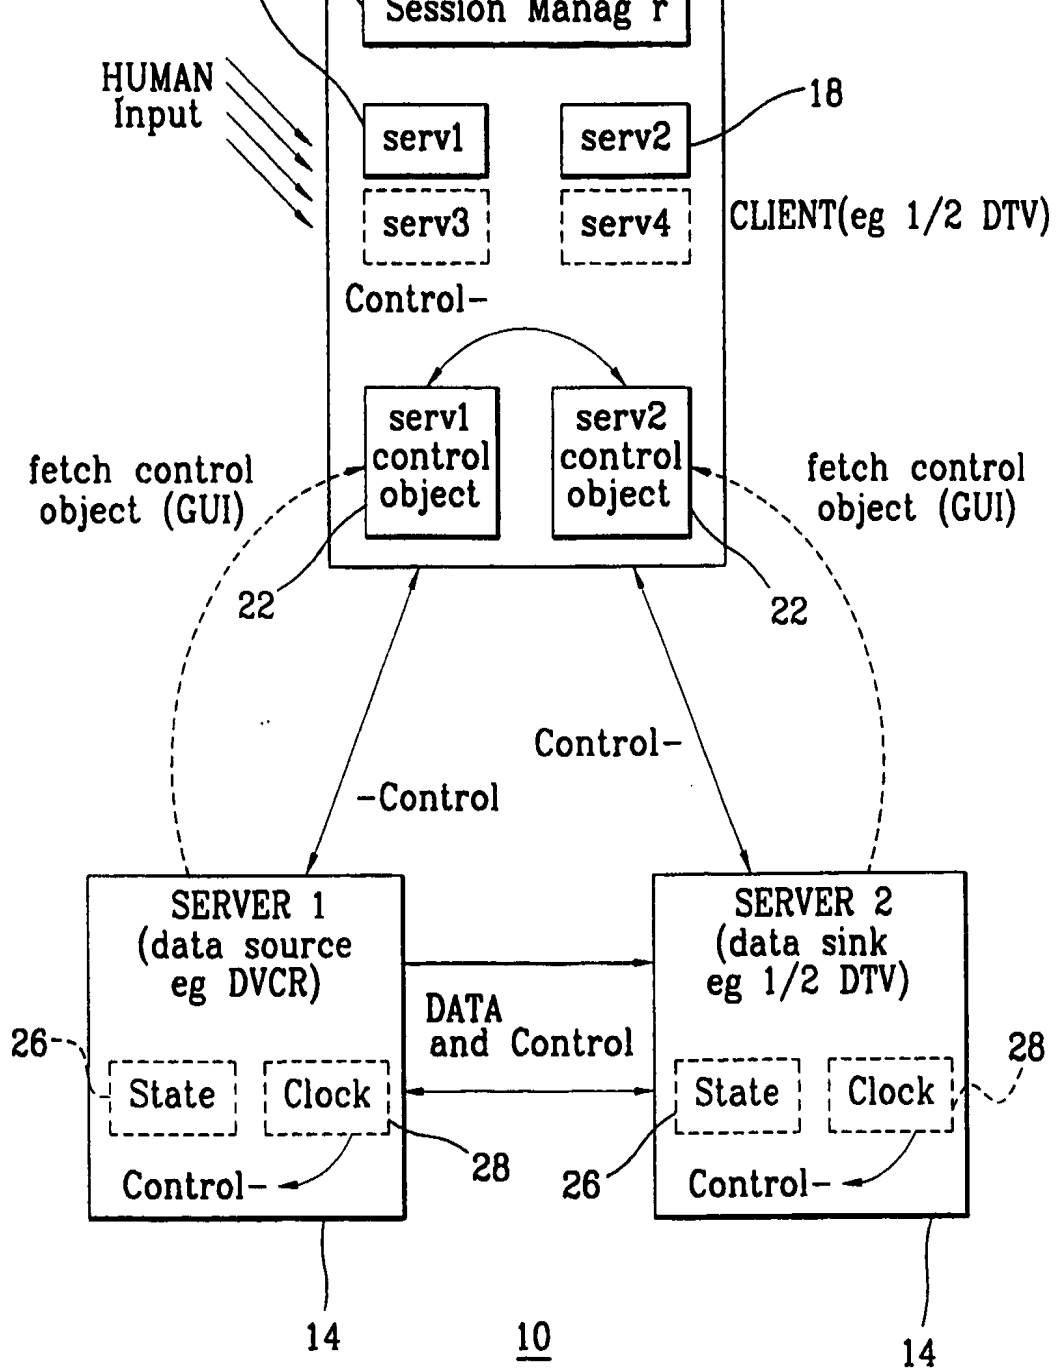 Session Manag r
HUMAN
Input
18
serv1
serv2
serv3
serv4
CLIENT(eg 1/2 DTV)
Control-
serv1
control
object
serv2
control
object
fetch control
object (GUI)
fetch control
object (GUI)
22
22
Control-
-Control
SERVER 1
(data source
eg DVCR)
SERVER 2
(data sink
eg 1/2 DTV)
DATA
and Control
26
State
Clock
28
Control-
State
Clock
28
26
Control-
14
10
14